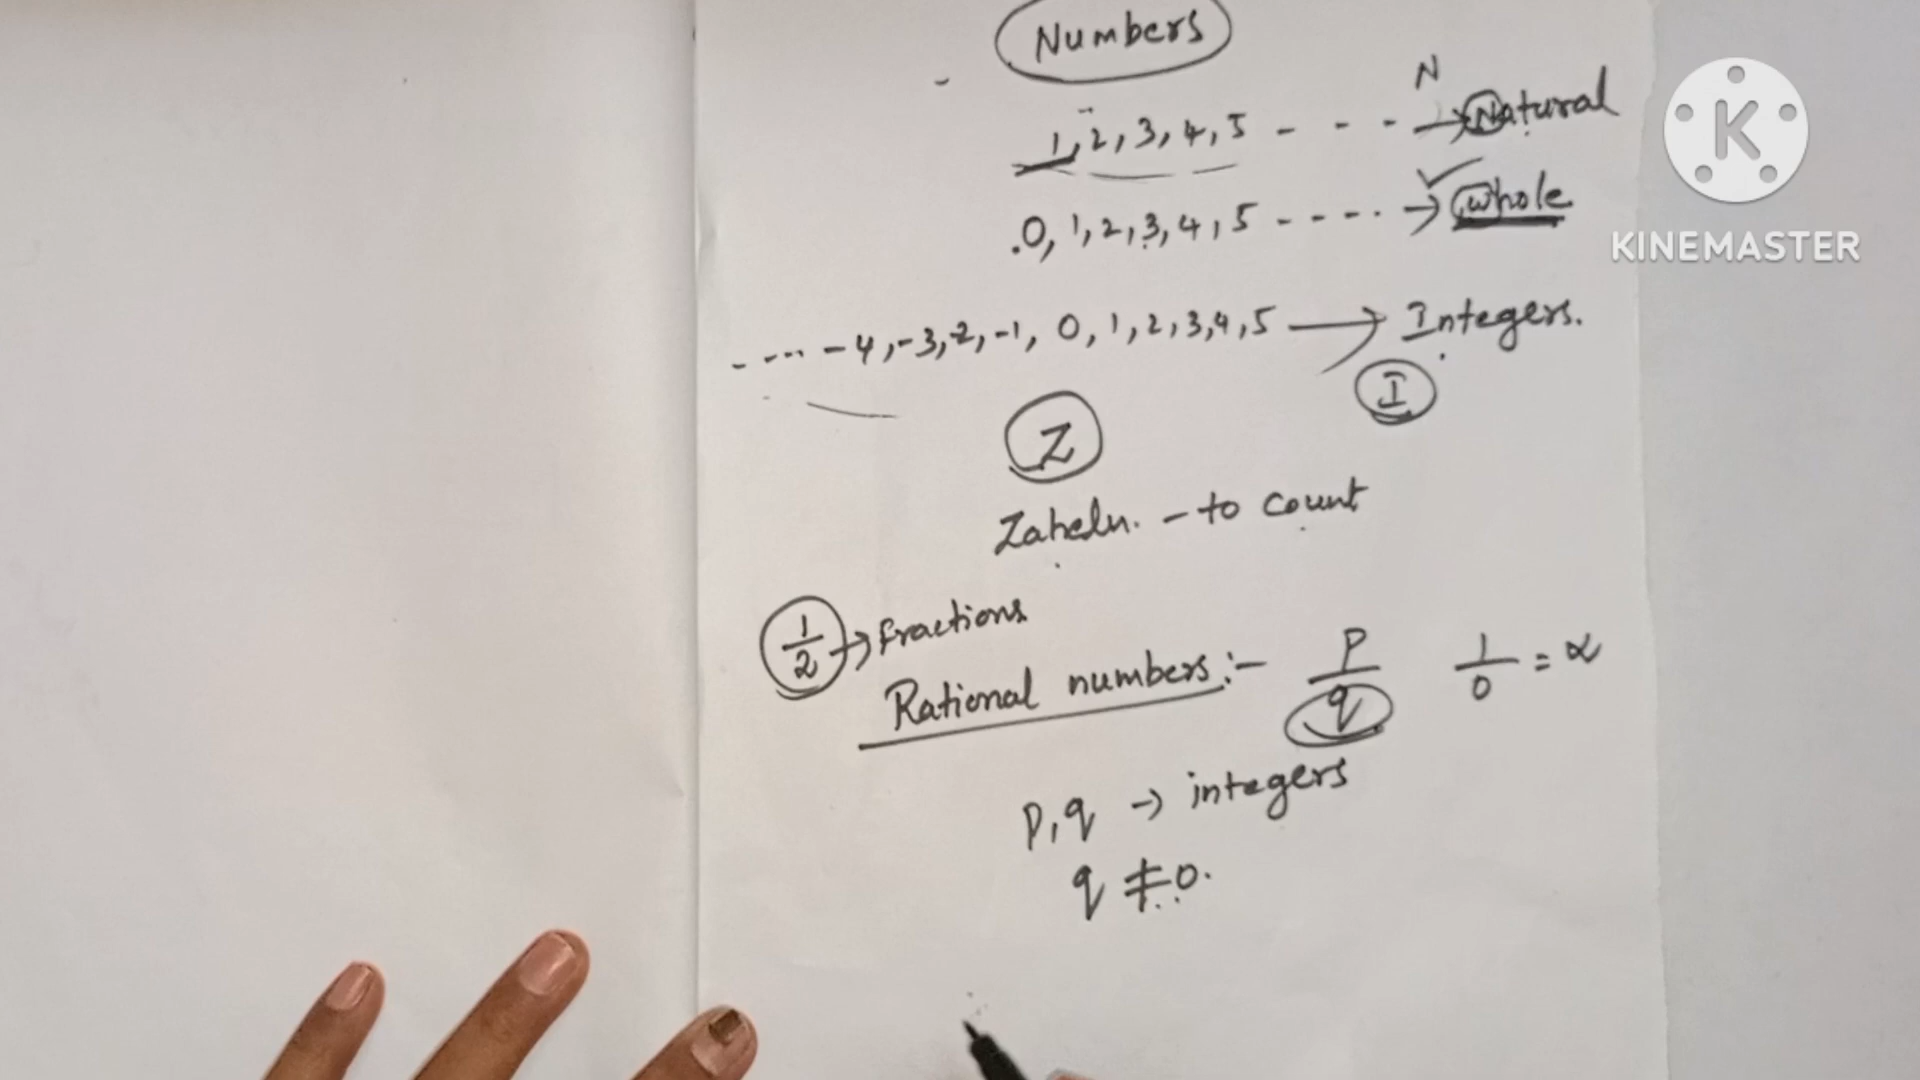 Numbers
N
1, 2, 3, 4, 5 - - - → Natural
0, 1, 2, 3, 4, 5 - - - - → Whole
- - - - - 4, -3, -2, -1, 0, 1, 2, 3, 4, 5 → Integers.
I
Z
Zaheln. - to count
1/2 → fractions
Rational numbers :- P/q 1/0 = ∝
P, q → integers
q ≠ 0.
K
KINEMASTER